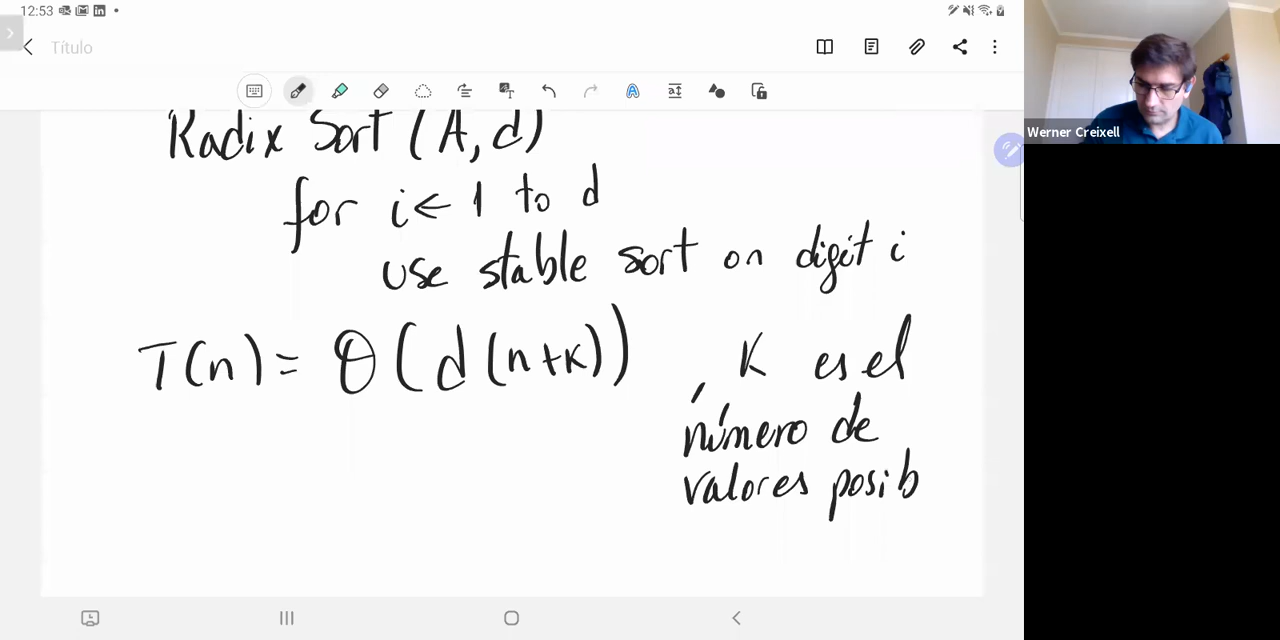 12:53
Título
Radix Sort (A, d)
for i ← 1 to d
use stable sort on digit i
T(n) = Θ(d(n+k)) , K es el
número de
valores posib
Werner Creixell